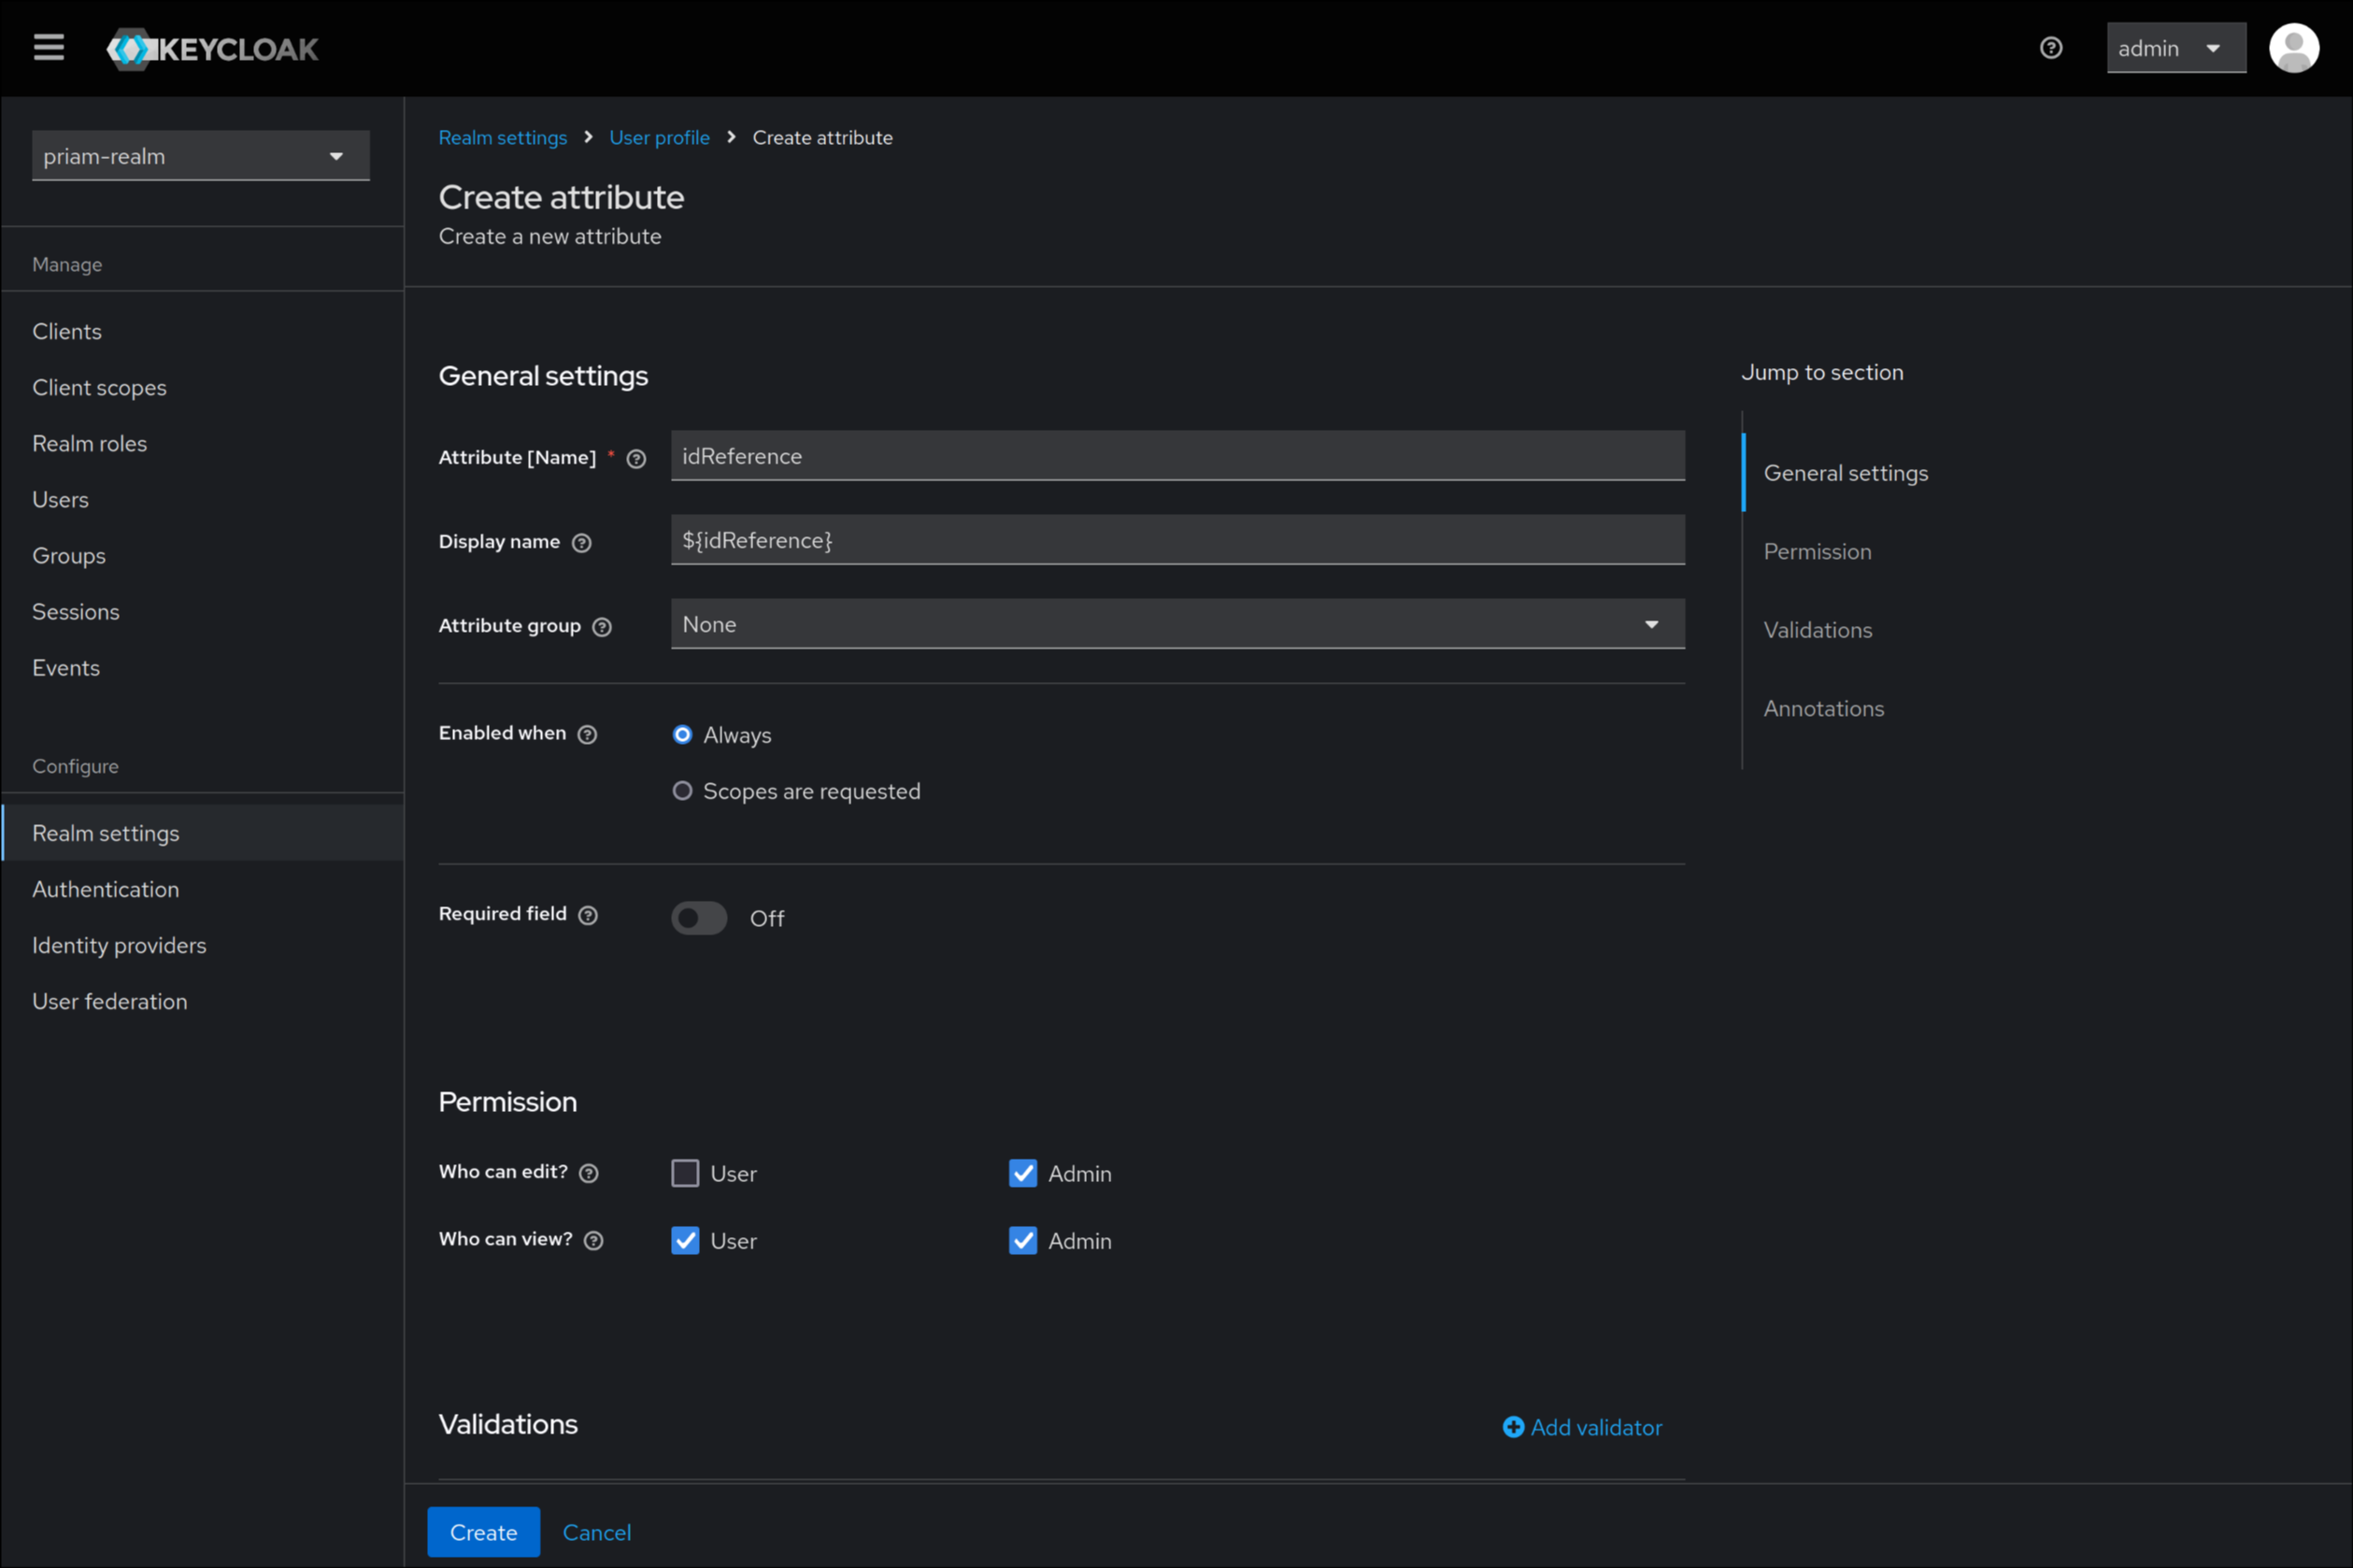 KEYCLOAK
admin
priam-realm
Manage
Clients
Client scopes
Realm roles
Users
Groups
Sessions
Events
Configure
Realm settings
Authentication
Identity providers
User federation
Realm settings > User profile > Create attribute
Create attribute
Create a new attribute
General settings
Attribute [Name] * idReference
Display name ${idReference}
Attribute group None
Enabled when Always
Scopes are requested
Required field Off
Permission
Who can edit? User Admin
Who can view? User Admin
Validations Add validator
Create Cancel
Jump to section
General settings
Permission
Validations
Annotations